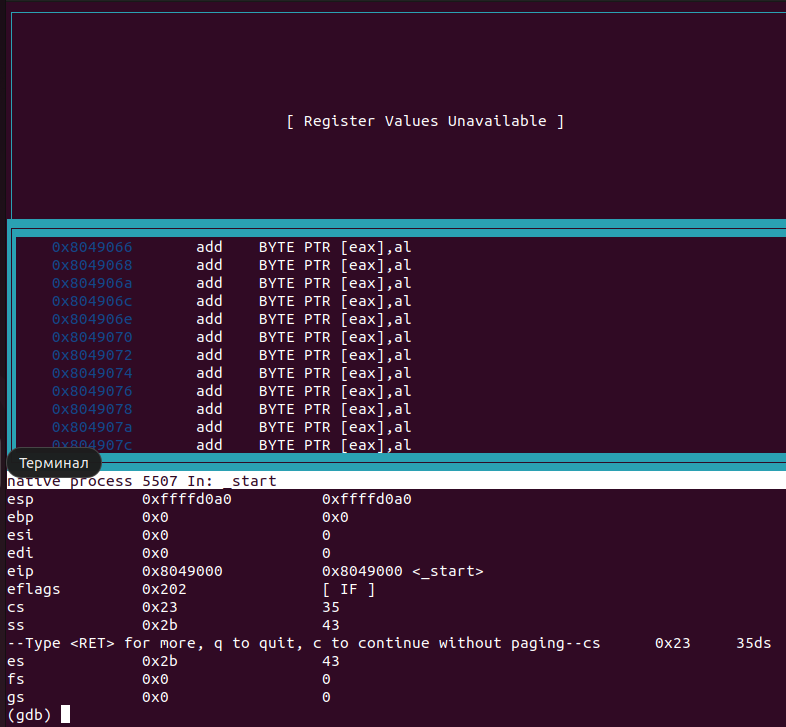 [ Register Values Unavailable ]
0x8049066 add BYTE PTR [eax],al
0x8049068 add BYTE PTR [eax],al
0x804906a add BYTE PTR [eax],al
0x804906c add BYTE PTR [eax],al
0x804906e add BYTE PTR [eax],al
0x8049070 add BYTE PTR [eax],al
0x8049072 add BYTE PTR [eax],al
0x8049074 add BYTE PTR [eax],al
0x8049076 add BYTE PTR [eax],al
0x8049078 add BYTE PTR [eax],al
0x804907a add BYTE PTR [eax],al
0x804907c add BYTE PTR [eax],al
Терминал
native process 5507 In: _start
esp 0xffffd0a0 0xffffd0a0
ebp 0x0 0x0
esi 0x0 0
edi 0x0 0
eip 0x8049000 0x8049000 <_start>
eflags 0x202 [ IF ]
cs 0x23 35
ss 0x2b 43
--Type <RET> for more, q to quit, c to continue without paging--cs 0x23 35ds
es 0x2b 43
fs 0x0 0
gs 0x0 0
(gdb)